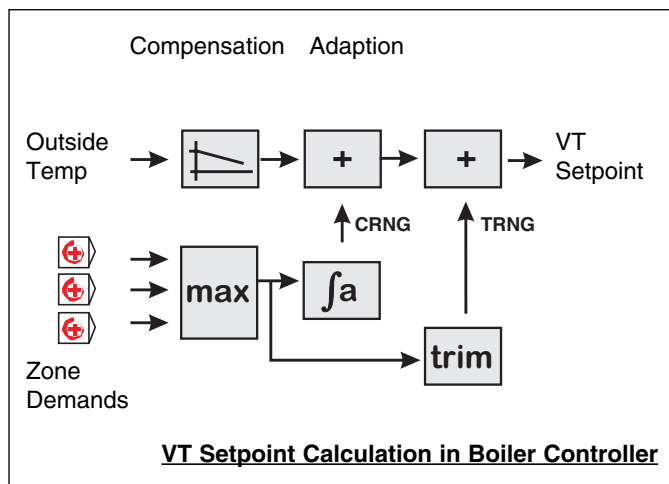 Compensation Adaption
Outside
Temp
+
+
VT
Setpoint
CRNG
TRNG
max
∫a
trim
Zone
Demands
VT Setpoint Calculation in Boiler Controller